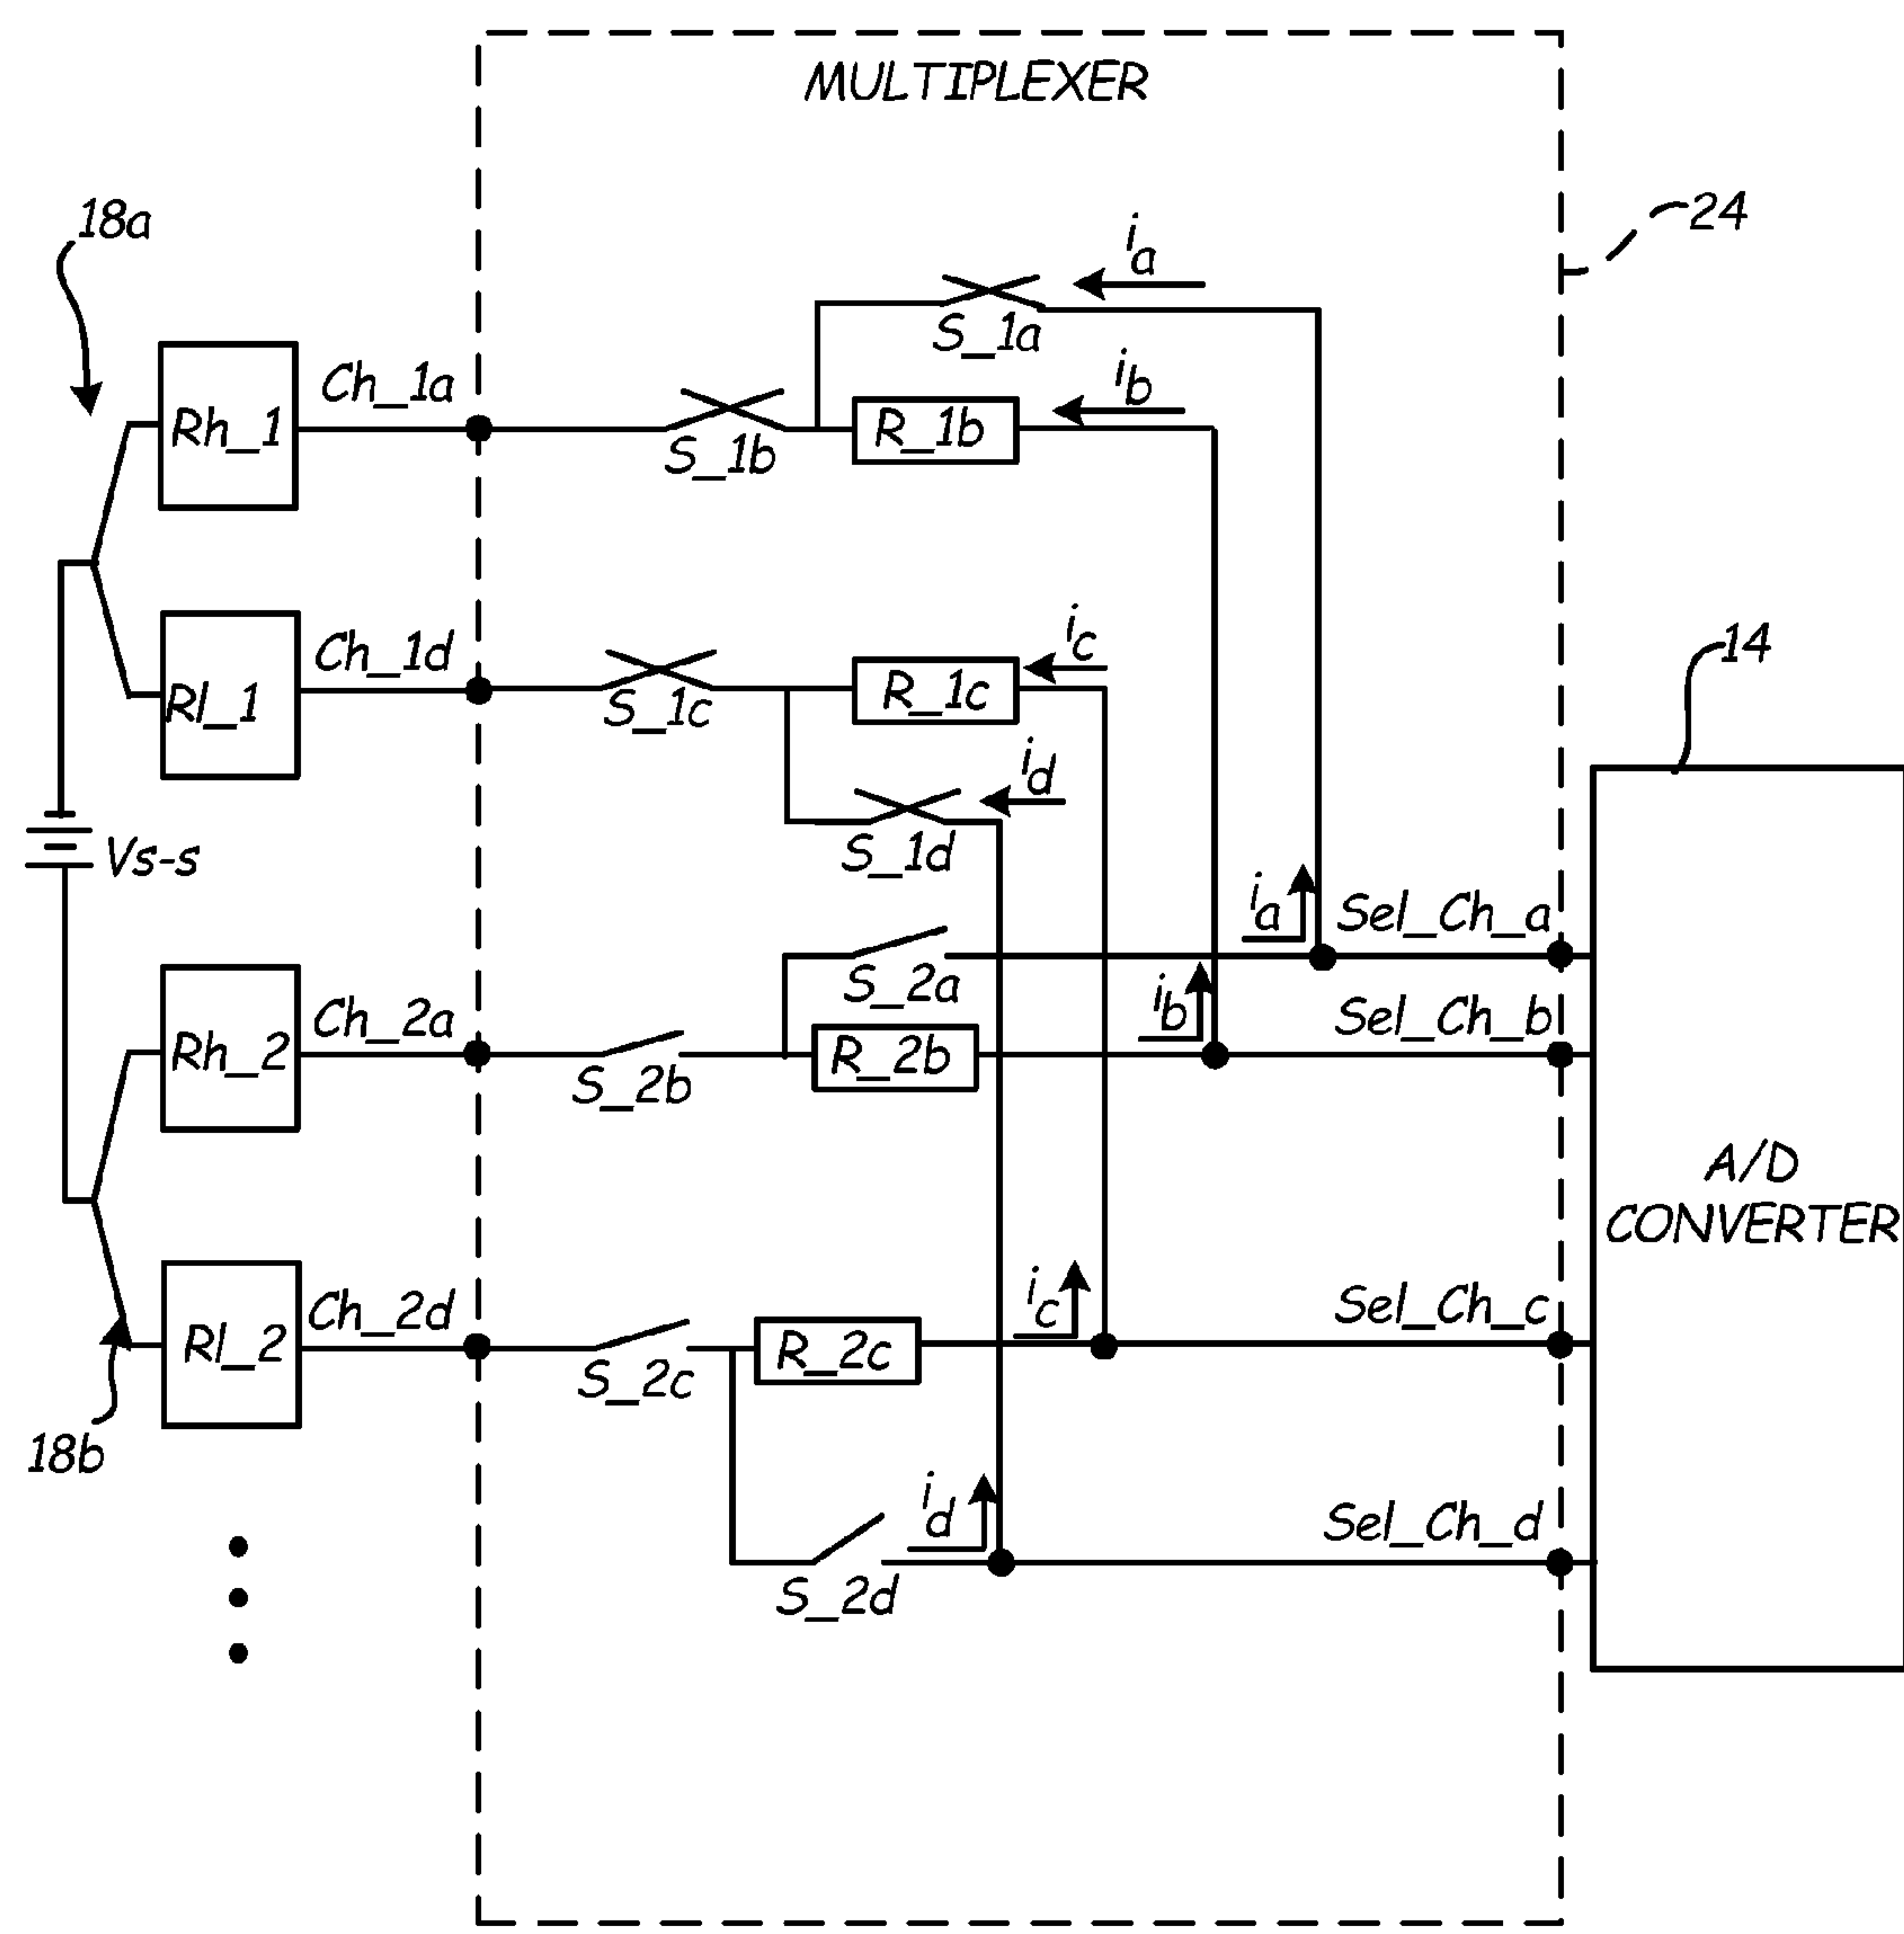 MULTIPLEXER
18a
24
ia
S_1a
Ch_1a
ib
Rh_1
R_1b
S_1b
ic
14
Ch_1d
R_1c
Rl_1
S_1c
id
Vs-s
S_1d
ia
Sel_Ch_a
S_2a
ib
Sel_Ch_b
Ch_2a
Rh_2
R_2b
S_2b
A/D
CONVERTER
ic
Sel_Ch_c
Ch_2d
Rl_2
R_2c
S_2c
18b
id
Sel_Ch_d
S_2d